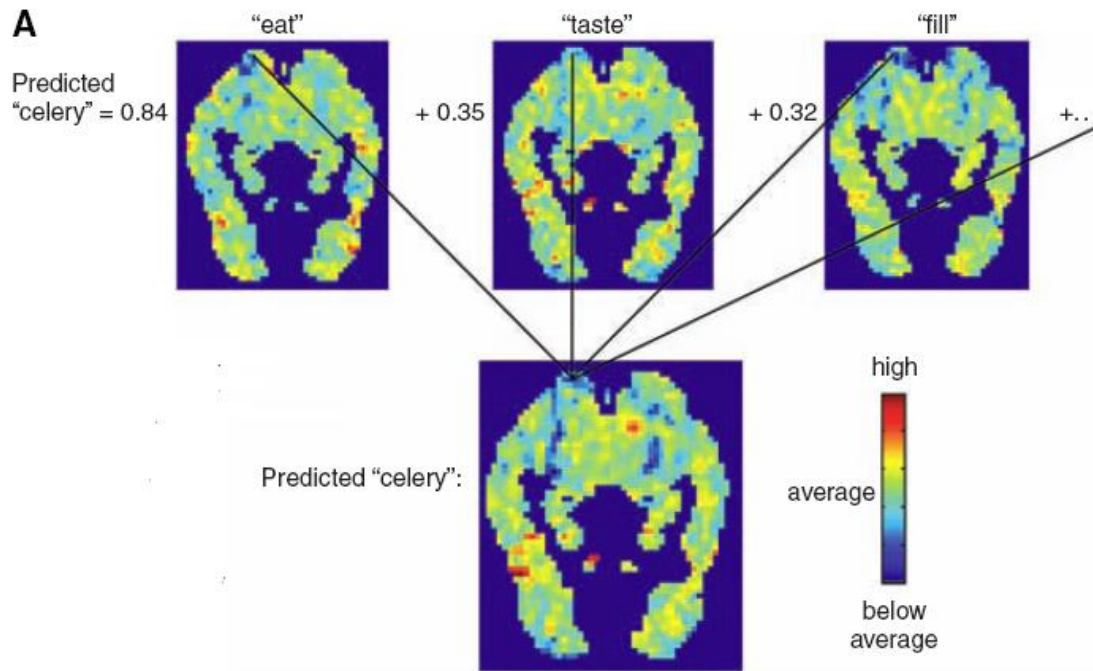 A
“eat”
“taste”
“fill”
Predicted
“celery” = 0.84
+ 0.35
+ 0.32
+...
high
Predicted “celery”:
average
below
average